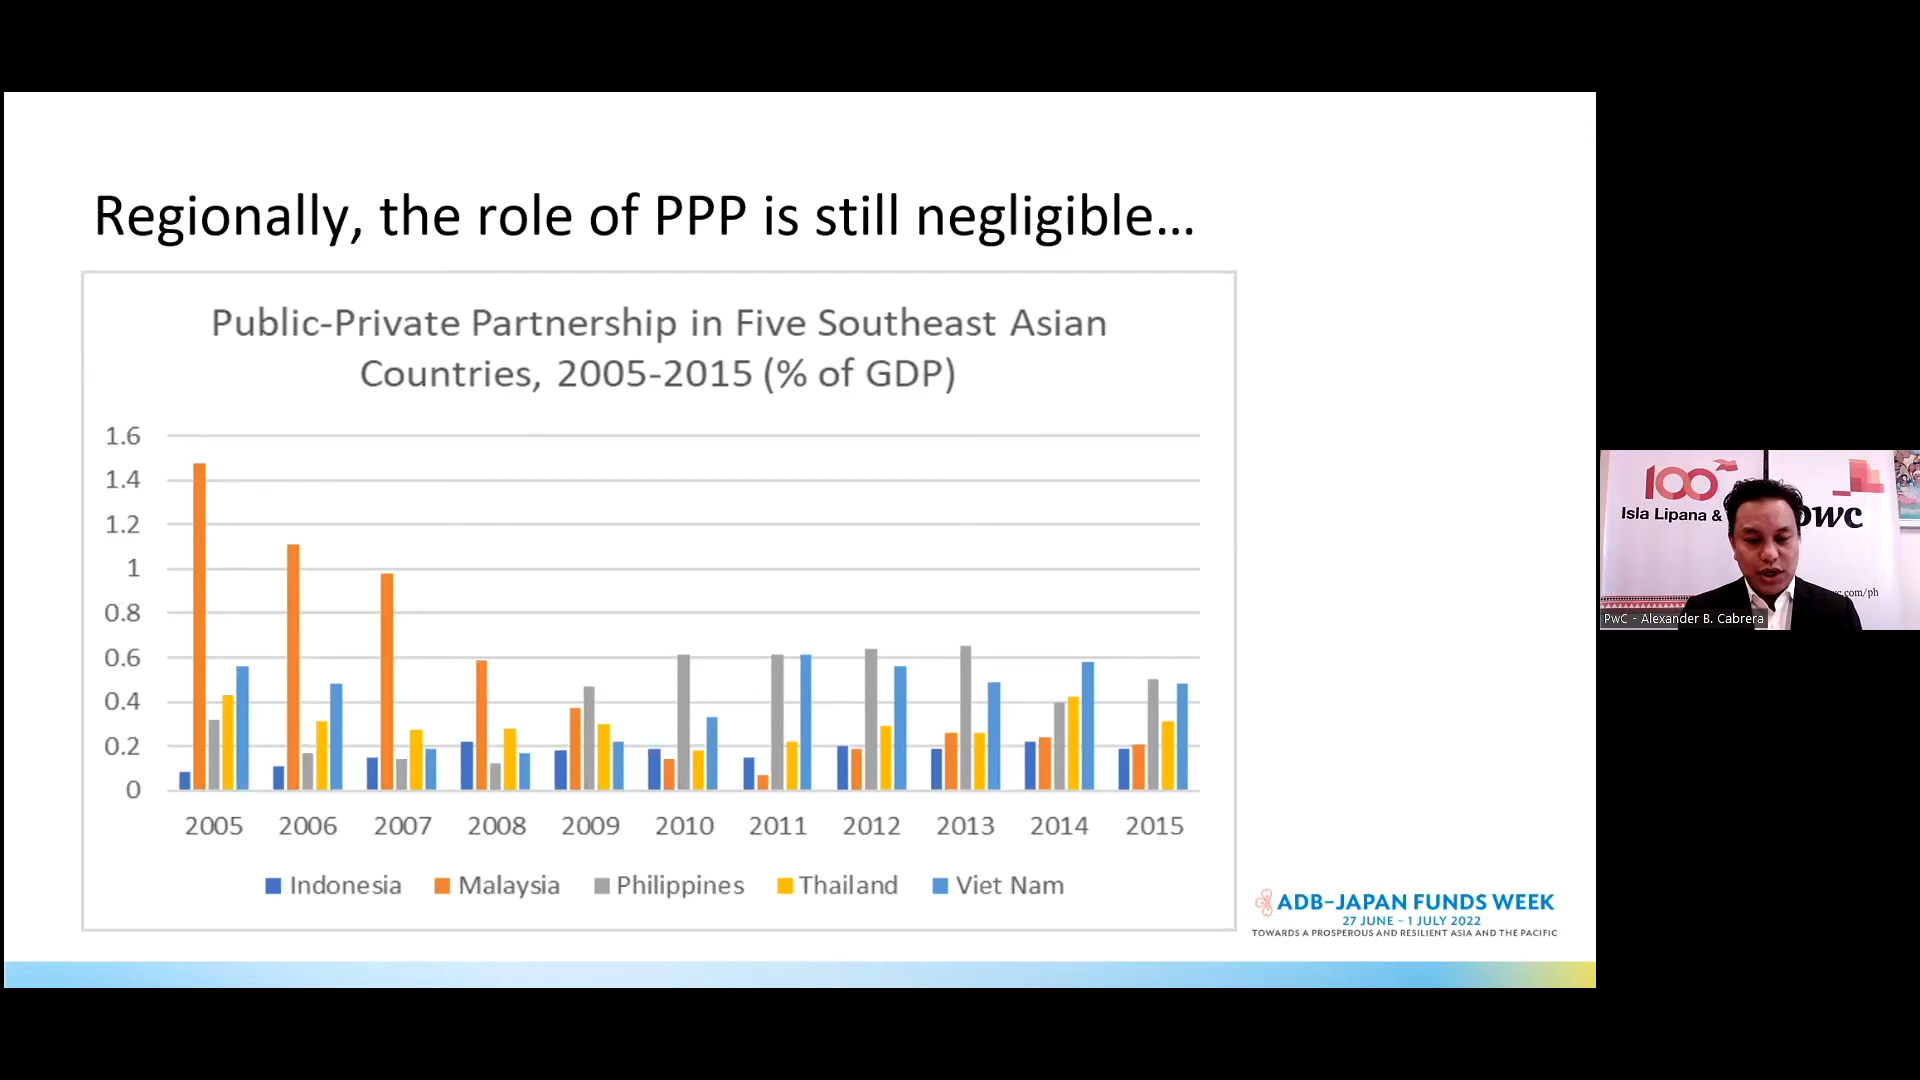 Regionally, the role of PPP is still negligible...
Public-Private Partnership in Five Southeast Asian
Countries, 2005-2015 (% of GDP)
1.6
1.4
1.2
1
0.8
0.6
0.4
0.2
0
2005 2006 2007 2008 2009 2010 2011 2012 2013 2014 2015
Indonesia Malaysia Philippines Thailand Viet Nam
ADB-JAPAN FUNDS WEEK
27 JUNE - 1 JULY 2022
TOWARDS A PROSPEROUS AND RESILIENT ASIA AND THE PACIFIC
100
Isla Lipana &
pwc
.com/ph
PwC - Alexander B. Cabrera